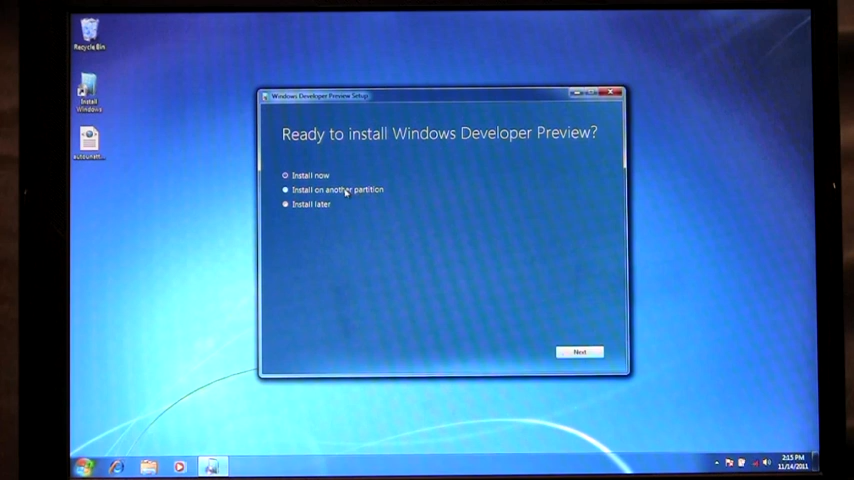 Recycle Bin
Install
Windows
autounatt...
Windows Developer Preview Setup
Ready to install Windows Developer Preview?
Install now
Install on another partition
Install later
Next
2:15 PM
11/14/2011